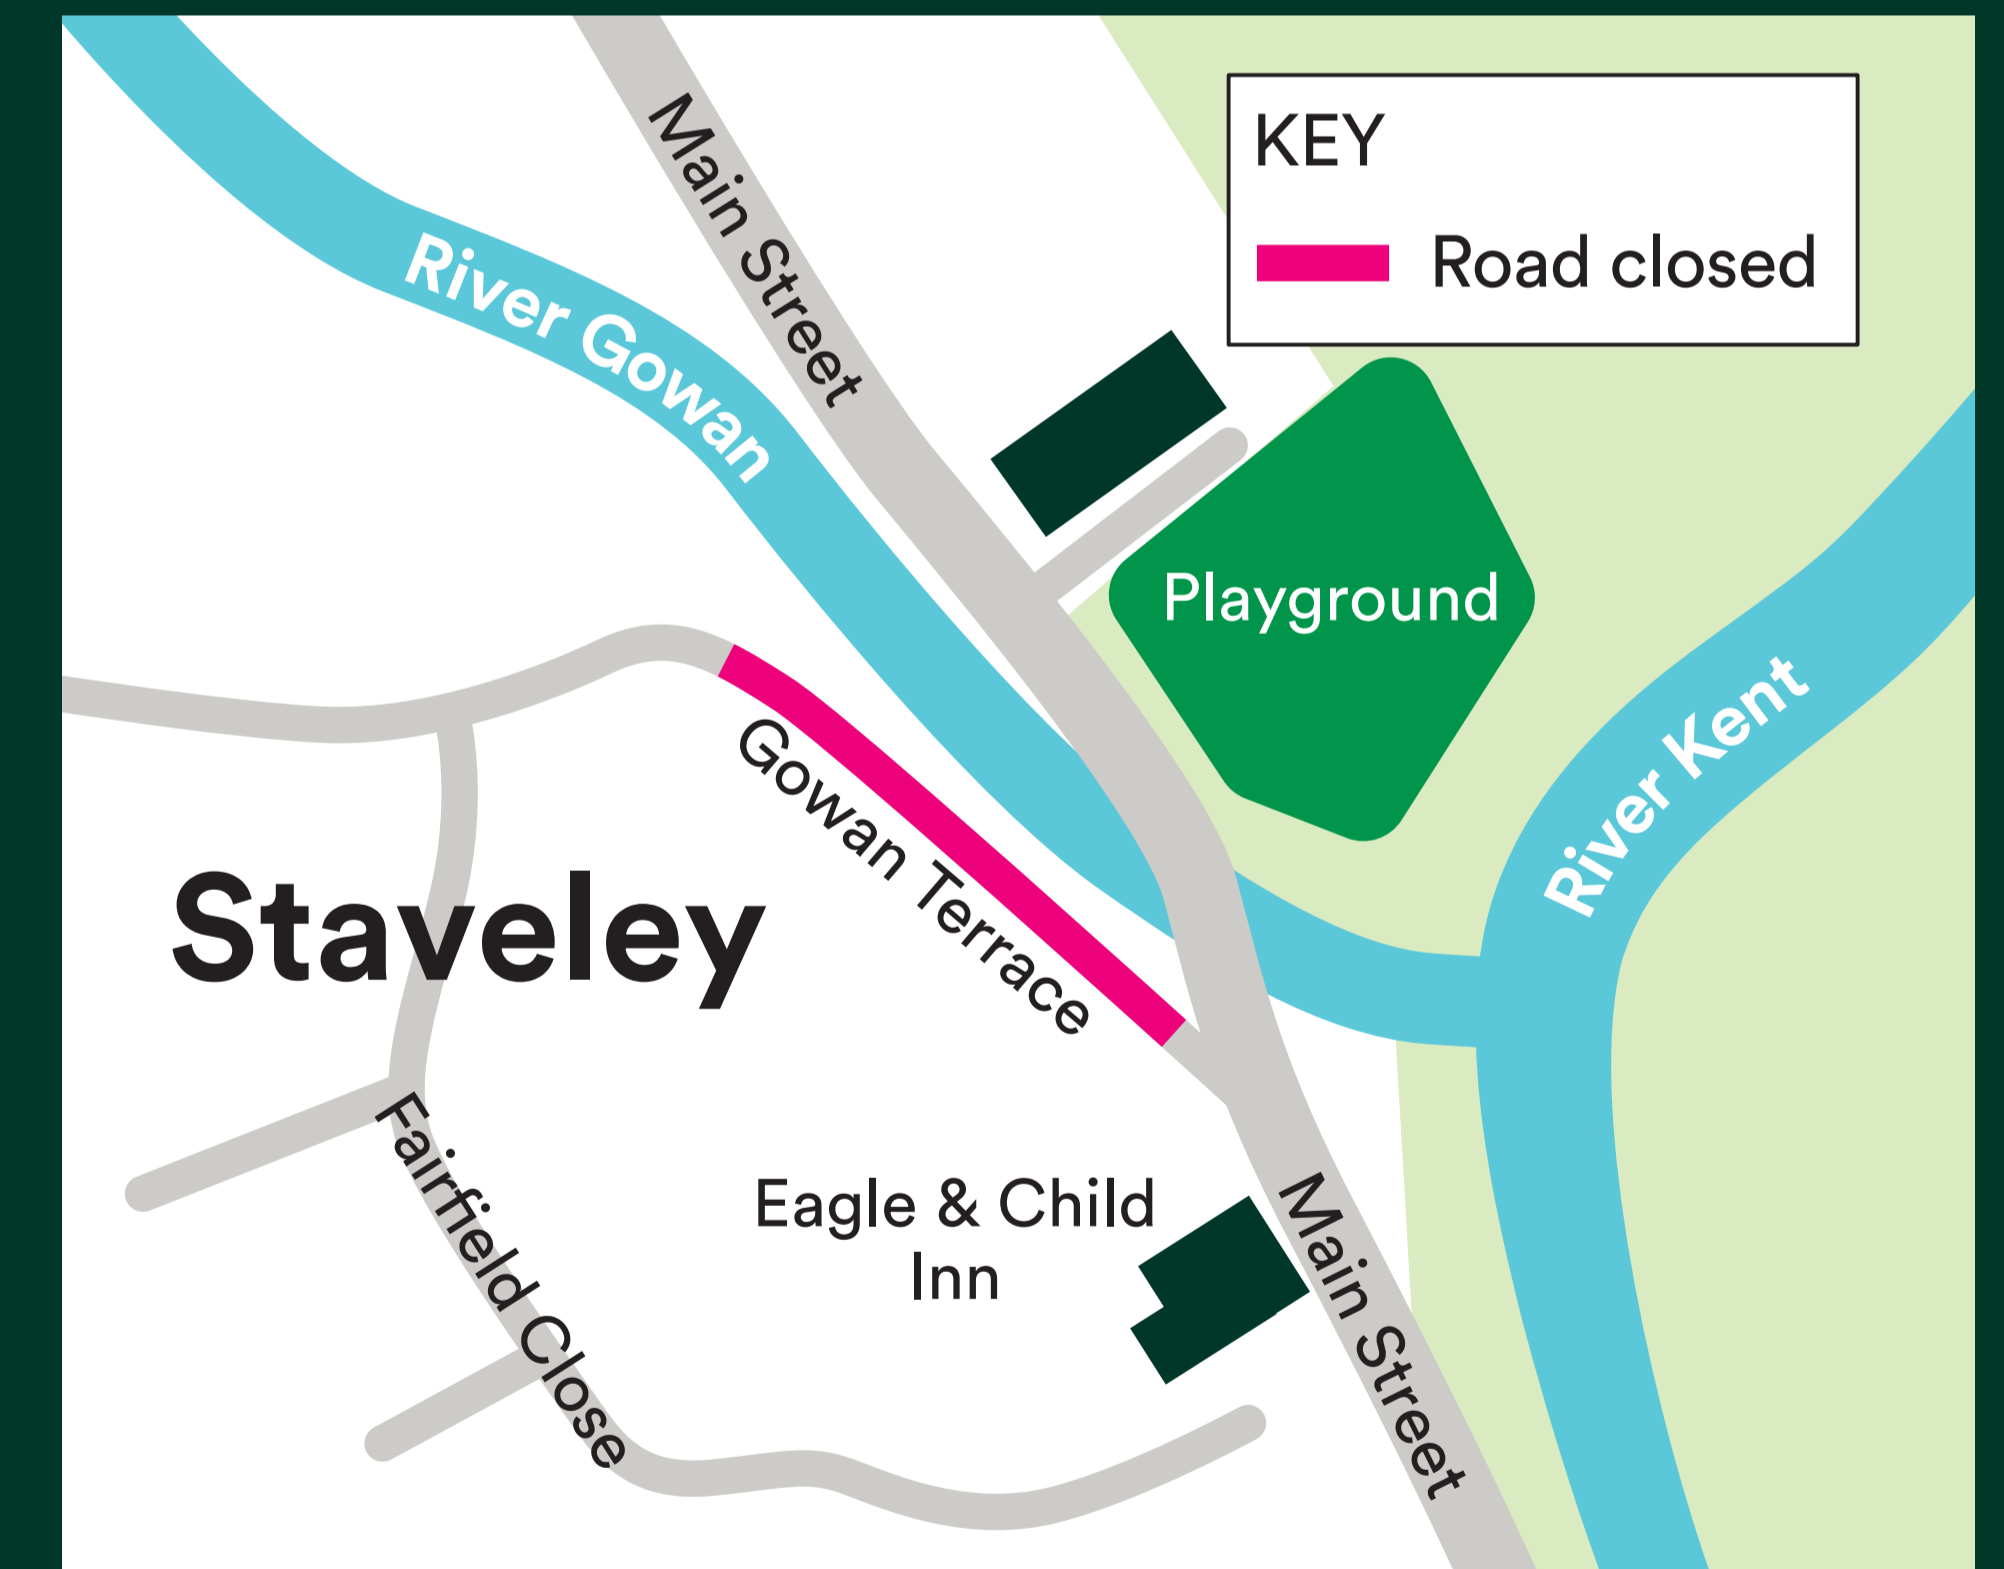 KEY
Road closed
Main Street
River Gowan
Playground
River Kent
Gowan Terrace
Staveley
Fairfield Close
Eagle & Child
Inn
Main Street